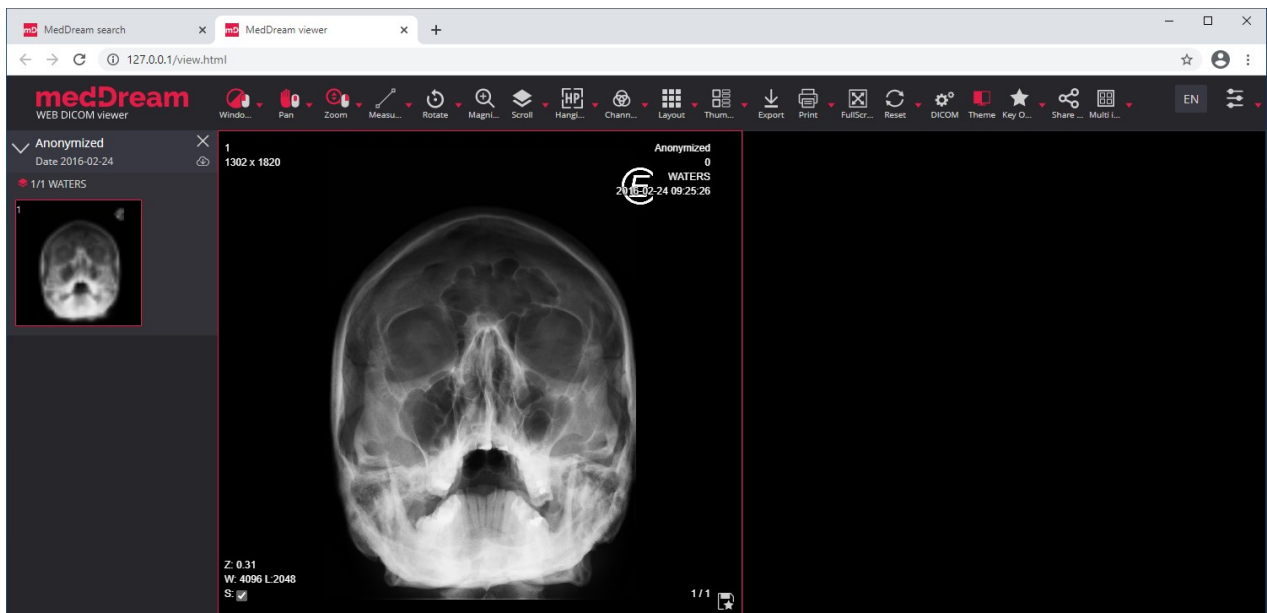 mD MedDream search
mD MedDream viewer
127.0.0.1/view.html
medDream
WEB DICOM viewer
Windo...
Pan
Zoom
Measu...
Rotate
Magni...
Scroll
HP
Hangi...
Chann...
Layout
Thum...
Export
Print
FullScr...
Reset
DICOM
Theme
Key O...
Share ...
Multi i...
EN
Anonymized
Date 2016-02-24
1/1 WATERS
1
1
1302 x 1820
Anonymized
0
WATERS
2016-02-24 09:25:26
E
Z: 0.31
W: 4096 L:2048
S:
1 / 1